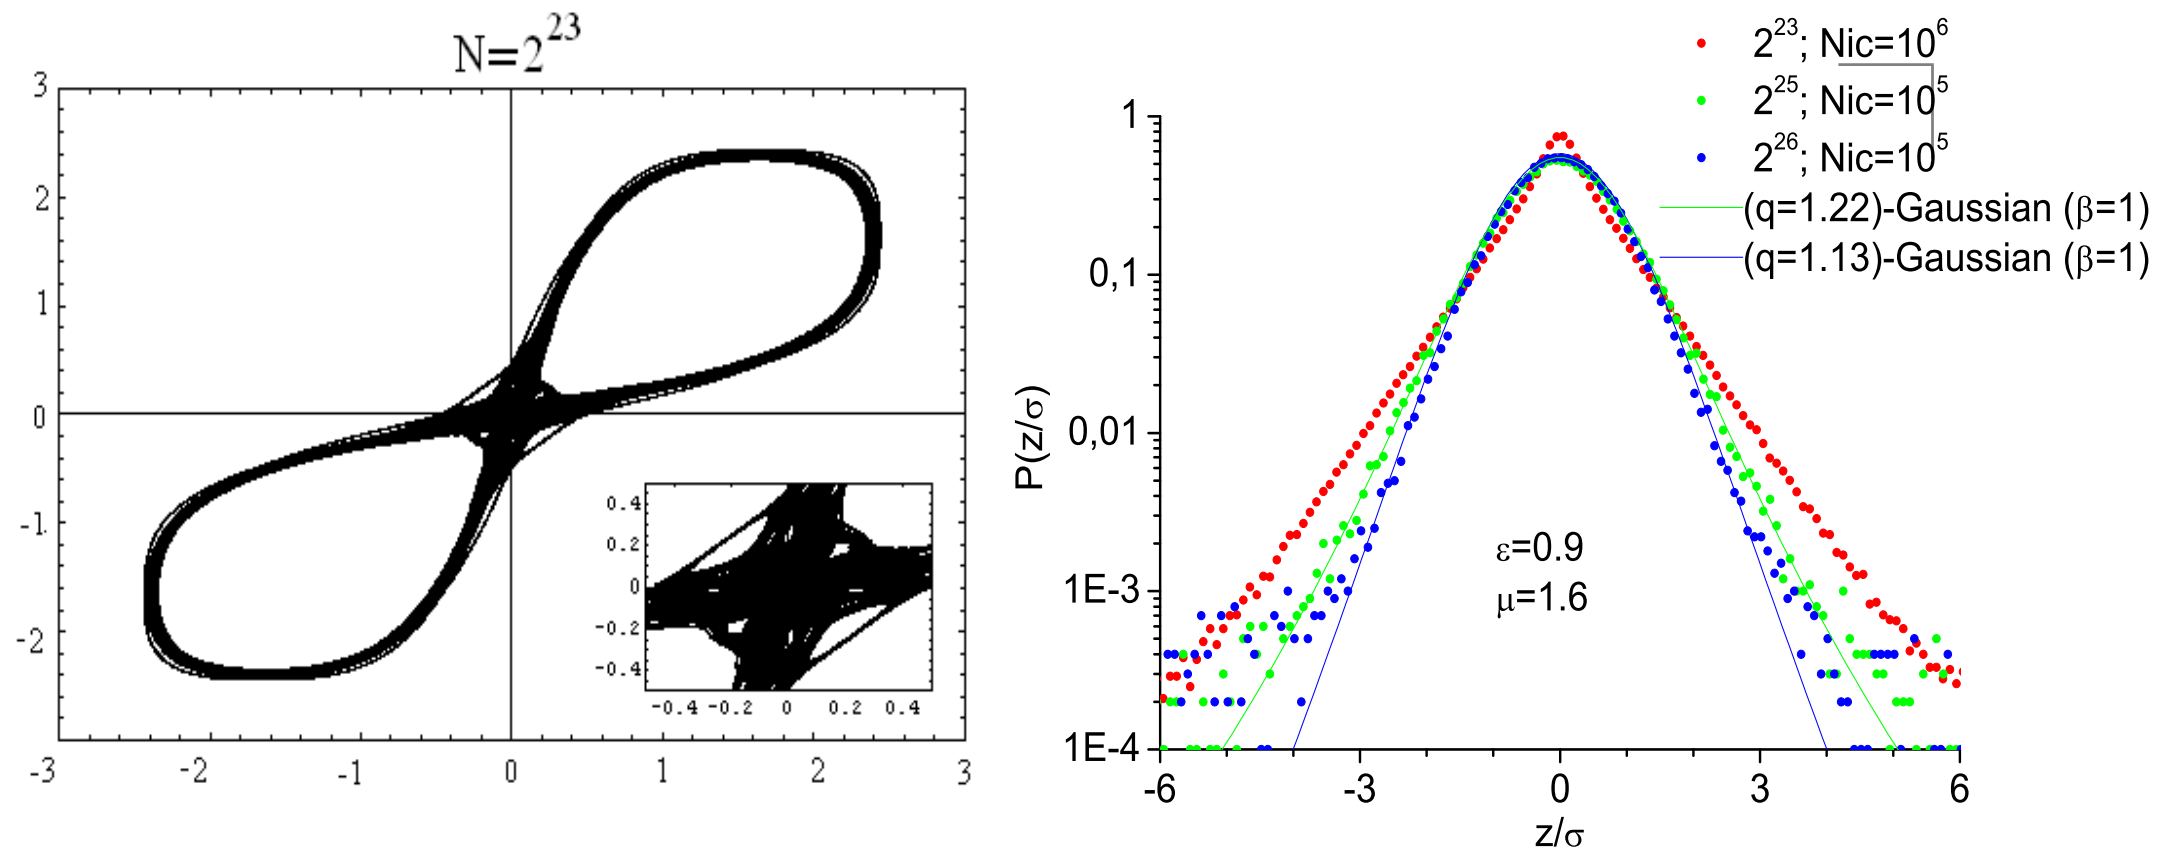 N=2^23
3
2
1
0
-1
-2
-3 -2 -1 0 1 2 3
0.4
0.2
0
-0.2
-0.4
-0.4 -0.2 0 0.2 0.4
2^23; Nic=10^6
2^25; Nic=10^5
2^26; Nic=10^5
(q=1.22)-Gaussian (β=1)
(q=1.13)-Gaussian (β=1)
1
0,1
0,01
1E-3
1E-4
P(z/σ)
ε=0.9
μ=1.6
-6 -3 0 3 6
z/σ